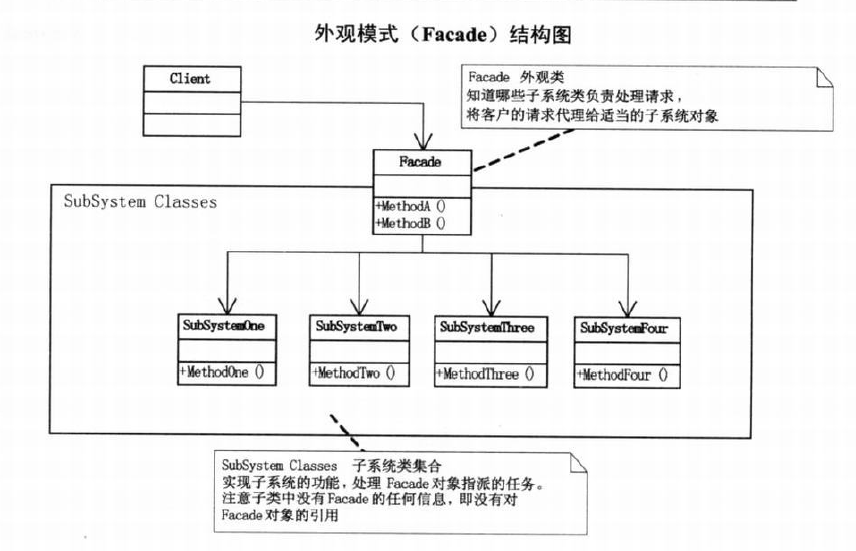 外观模式（Facade）结构图
Client
Facade 外观类
知道哪些子系统类负责处理请求，
将客户的请求代理给适当的子系统对象
Facade
+MethodA ()
+MethodB ()
SubSystem Classes
SubSystemOne
+MethodOne ()
SubSystemTwo
+MethodTwo ()
SubSystemThree
+MethodThree ()
SubSystemFour
+MethodFour ()
SubSystem Classes 子系统类集合
实现子系统的功能，处理 Facade 对象指派的任务。
注意子类中没有 Facade 的任何信息，即没有对
Facade 对象的引用